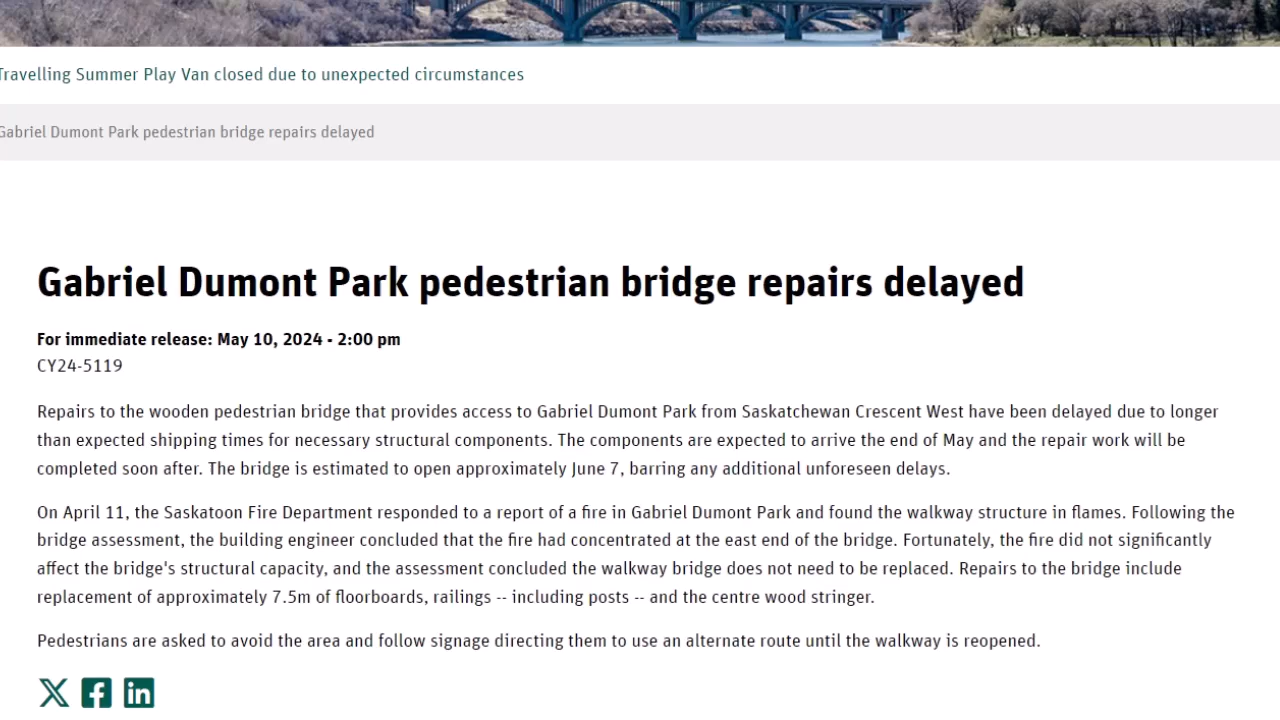 Travelling Summer Play Van closed due to unexpected circumstances
Gabriel Dumont Park pedestrian bridge repairs delayed
Gabriel Dumont Park pedestrian bridge repairs delayed
For immediate release: May 10, 2024 - 2:00 pm
CY24-5119
Repairs to the wooden pedestrian bridge that provides access to Gabriel Dumont Park from Saskatchewan Crescent West have been delayed due to longer
than expected shipping times for necessary structural components. The components are expected to arrive the end of May and the repair work will be
completed soon after. The bridge is estimated to open approximately June 7, barring any additional unforeseen delays.
On April 11, the Saskatoon Fire Department responded to a report of a fire in Gabriel Dumont Park and found the walkway structure in flames. Following the
bridge assessment, the building engineer concluded that the fire had concentrated at the east end of the bridge. Fortunately, the fire did not significantly
affect the bridge's structural capacity, and the assessment concluded the walkway bridge does not need to be replaced. Repairs to the bridge include
replacement of approximately 7.5m of floorboards, railings -- including posts -- and the centre wood stringer.
Pedestrians are asked to avoid the area and follow signage directing them to use an alternate route until the walkway is reopened.